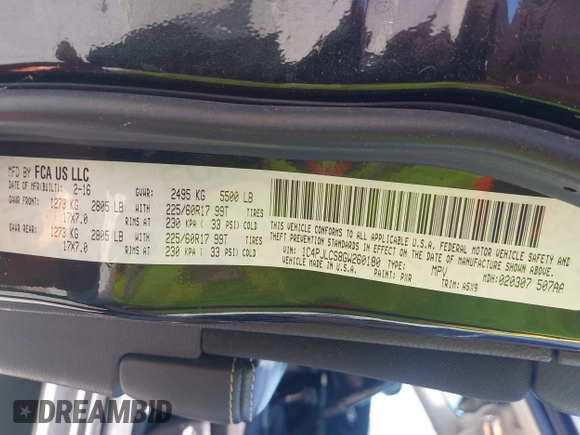 MFD BY FCA US LLC
DATE OF MFR(BUILT): 2-16 GVWR: 2495 KG 5500 LB
GAWR FRONT: 1273 KG 2805 LB WITH 225/60R17 99T TIRES
17X7.0 RIMS AT 230 KPA ( 33 PSI) COLD
GAWR REAR: 1273 KG 2805 LB WITH 225/60R17 99T TIRES
17X7.0 RIMS AT 230 KPA ( 33 PSI) COLD
THIS VEHICLE CONFORMS TO ALL APPLICABLE U.S.A. FEDERAL MOTOR VEHICLE SAFETY, BUMPER AND
THEFT PREVENTION STANDARDS IN EFFECT ON THE DATE OF MANUFACTURE SHOWN ABOVE.
VIN: 1C4PJLCS8GW260180 TYPE: MPV MDH: 020307 507AA
MADE IN U.S.A. PAINT: PXR TRIM: A5X9
DREAMBID